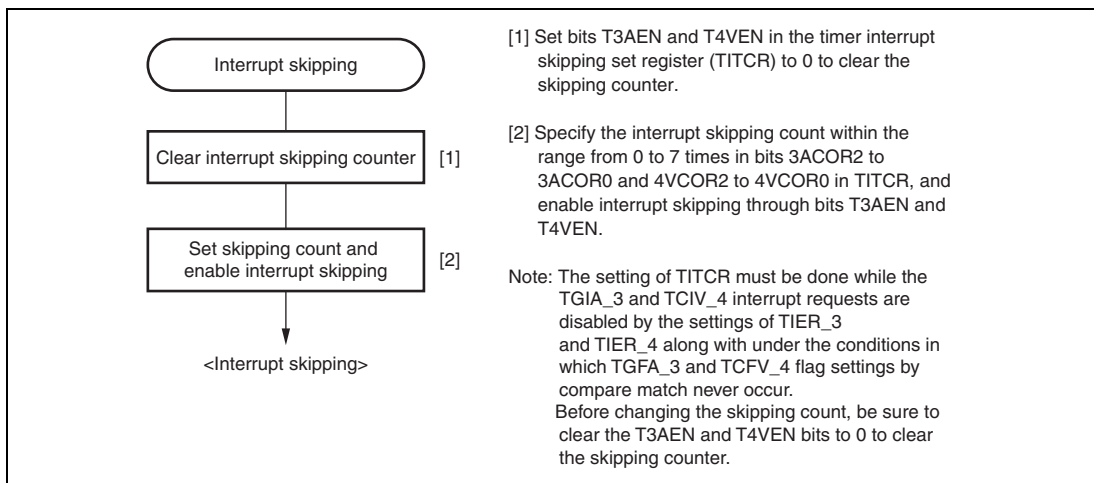 Interrupt skipping
Clear interrupt skipping counter
[1]
Set skipping count and
enable interrupt skipping
[2]
<Interrupt skipping>
[1] Set bits T3AEN and T4VEN in the timer interrupt
skipping set register (TITCR) to 0 to clear the
skipping counter.
[2] Specify the interrupt skipping count within the
range from 0 to 7 times in bits 3ACOR2 to
3ACOR0 and 4VCOR2 to 4VCOR0 in TITCR, and
enable interrupt skipping through bits T3AEN and
T4VEN.
Note: The setting of TITCR must be done while the
TGIA_3 and TCIV_4 interrupt requests are
disabled by the settings of TIER_3
and TIER_4 along with under the conditions in
which TGFA_3 and TCFV_4 flag settings by
compare match never occur.
Before changing the skipping count, be sure to
clear the T3AEN and T4VEN bits to 0 to clear
the skipping counter.